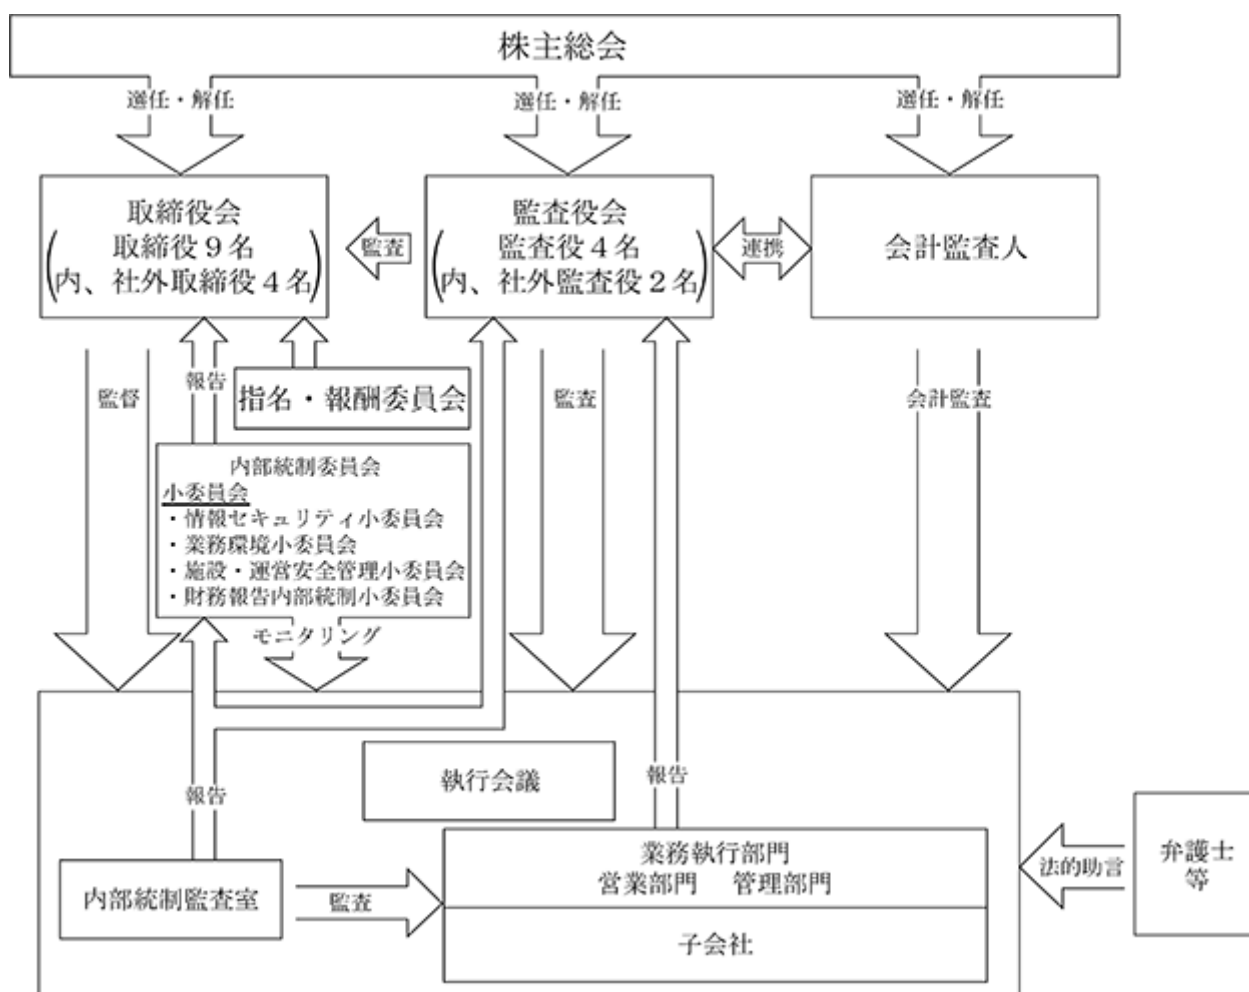 株主総会
選任・解任
選任・解任
選任・解任
取締役会
取締役9名
(内、社外取締役4名)
監査
監査役会
監査役4名
(内、社外監査役2名)
連携
会計監査人
監督
報告
指名・報酬委員会
監査
会計監査
内部統制委員会
小委員会
・情報セキュリティ小委員会
・業務環境小委員会
・施設・運営安全管理小委員会
・財務報告内部統制小委員会
モニタリング
執行会議
報告
報告
業務執行部門
営業部門 管理部門
子会社
内部統制監査室
監査
法的助言
弁護士
等